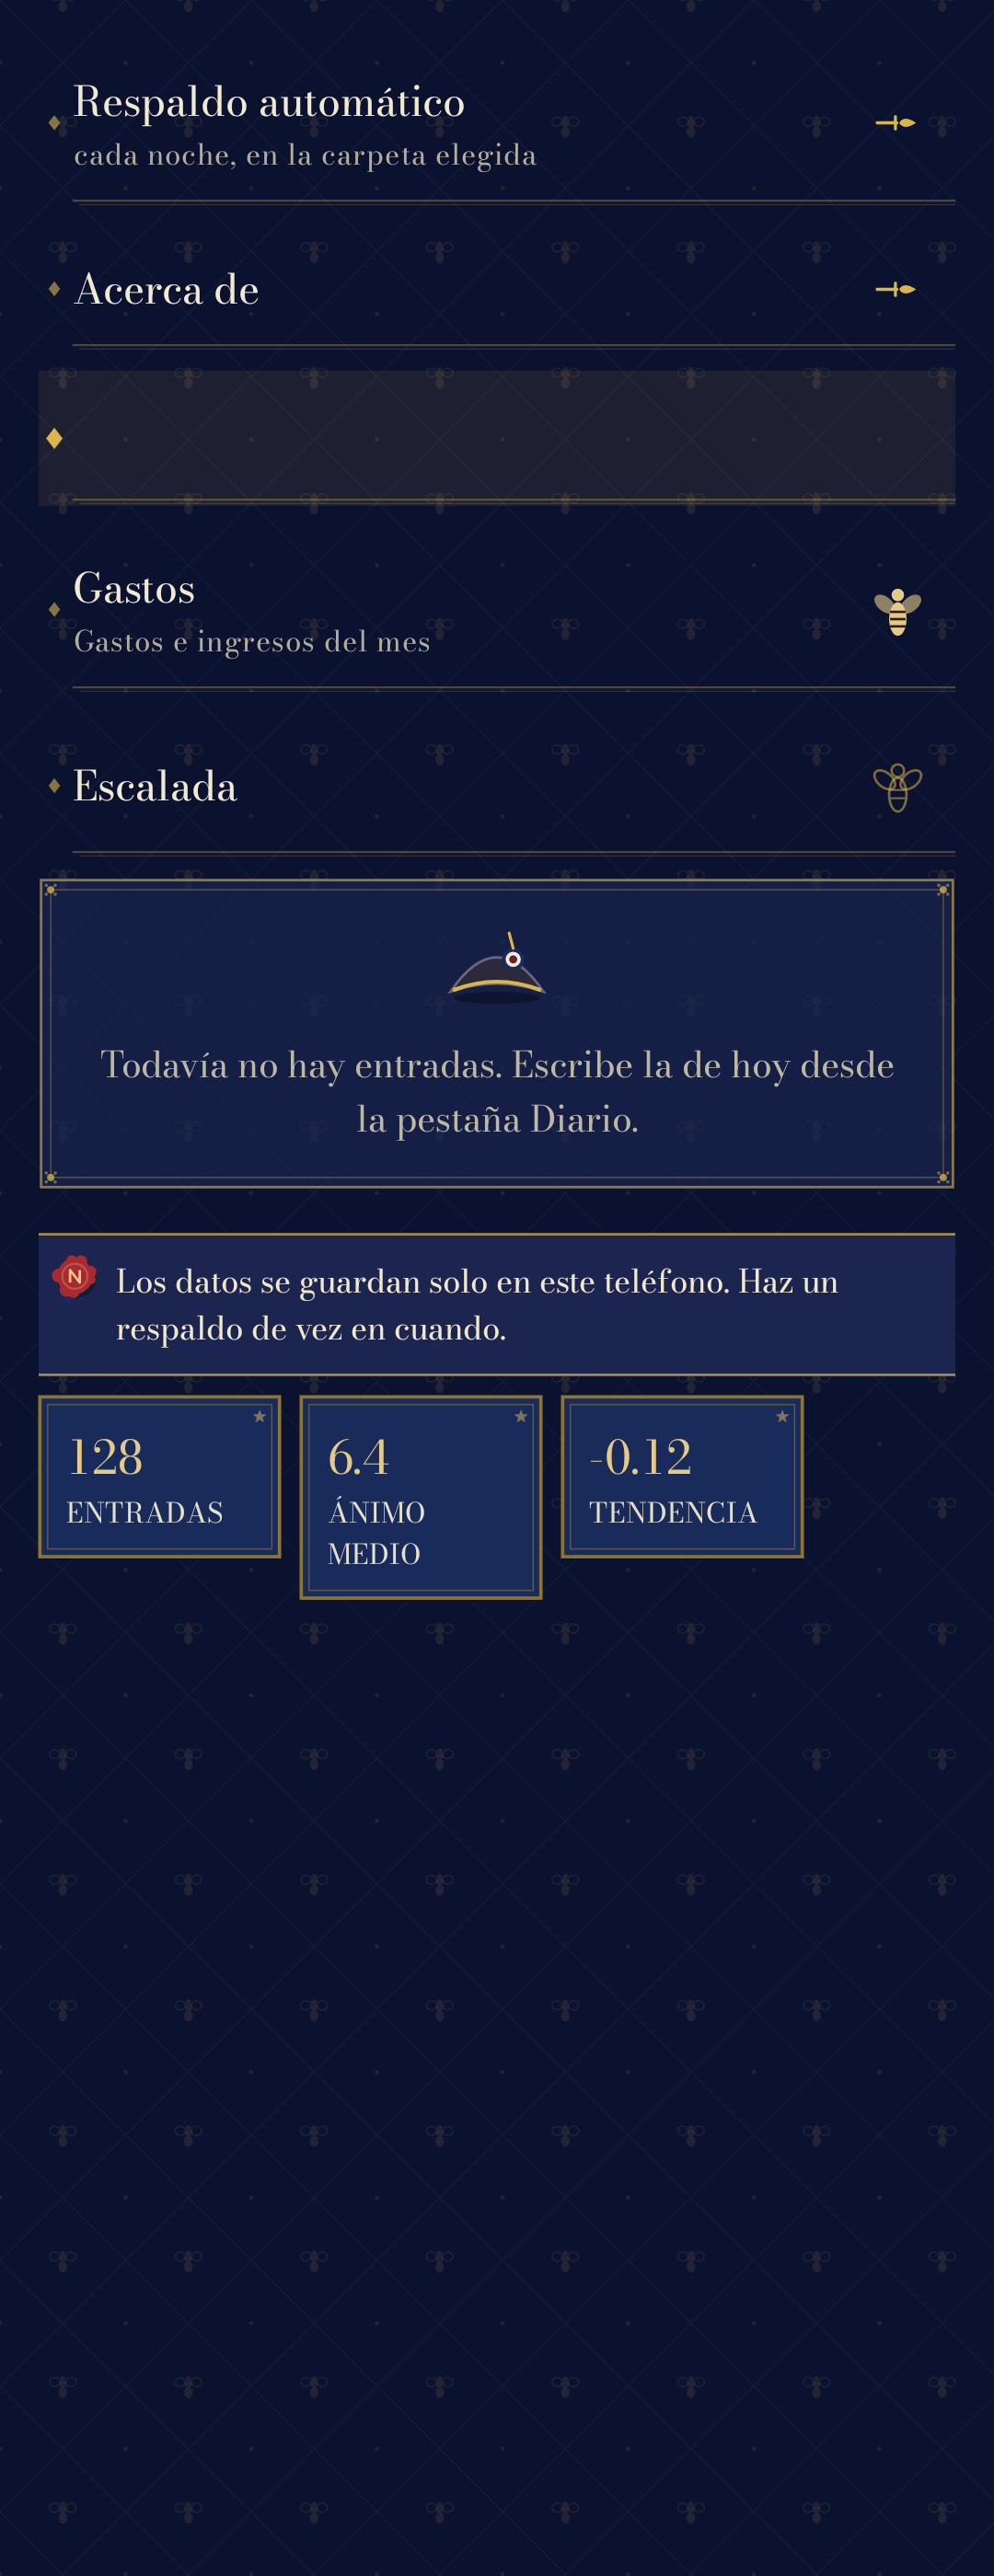 Respaldo automático
cada noche, en la carpeta elegida
Acerca de
Gastos
Gastos e ingresos del mes
Escalada
Todavía no hay entradas. Escribe la de hoy desde
la pestaña Diario.
N
Los datos se guardan solo en este teléfono. Haz un
respaldo de vez en cuando.
128
ENTRADAS
6.4
ÁNIMO
MEDIO
-0.12
TENDENCIA